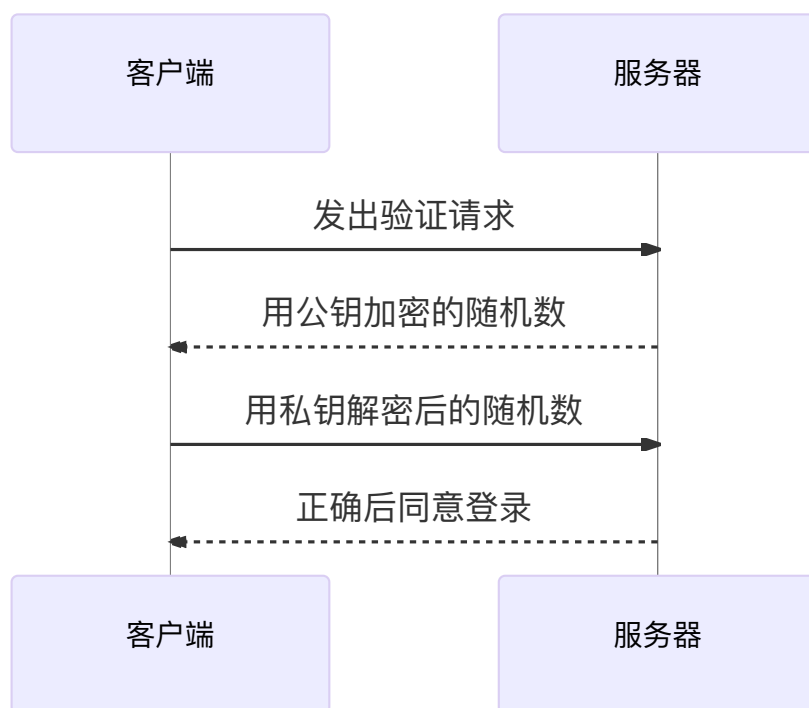 客户端
服务器
发出验证请求
用公钥加密的随机数
用私钥解密后的随机数
正确后同意登录
客户端
服务器